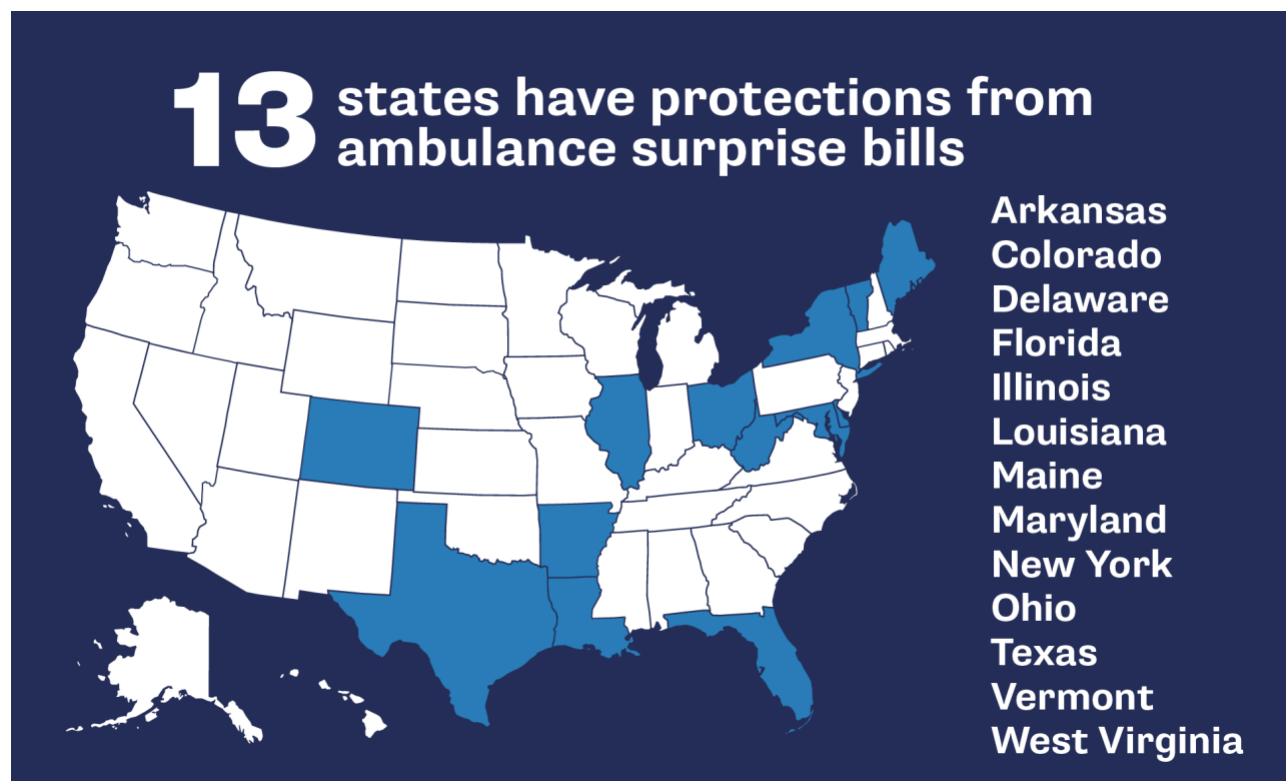 13 states have protections from
ambulance surprise bills
Arkansas
Colorado
Delaware
Florida
Illinois
Louisiana
Maine
Maryland
New York
Ohio
Texas
Vermont
West Virginia